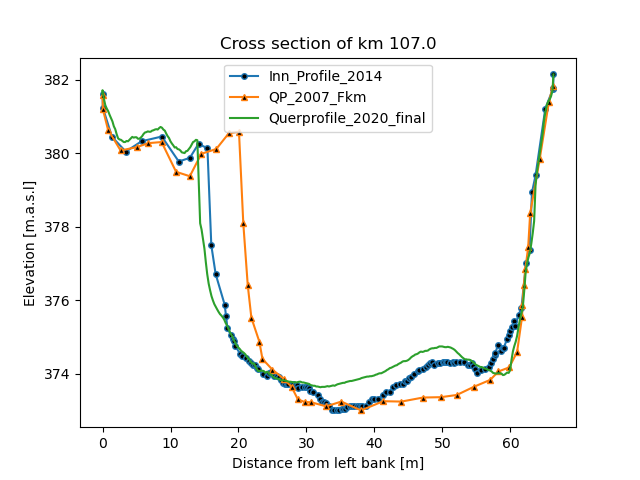 Cross section of km 107.0
Inn_Profile_2014
QP_2007_Fkm
Querprofile_2020_final
382
380
378
376
374
Elevation [m.a.s.l]
0 10 20 30 40 50 60
Distance from left bank [m]